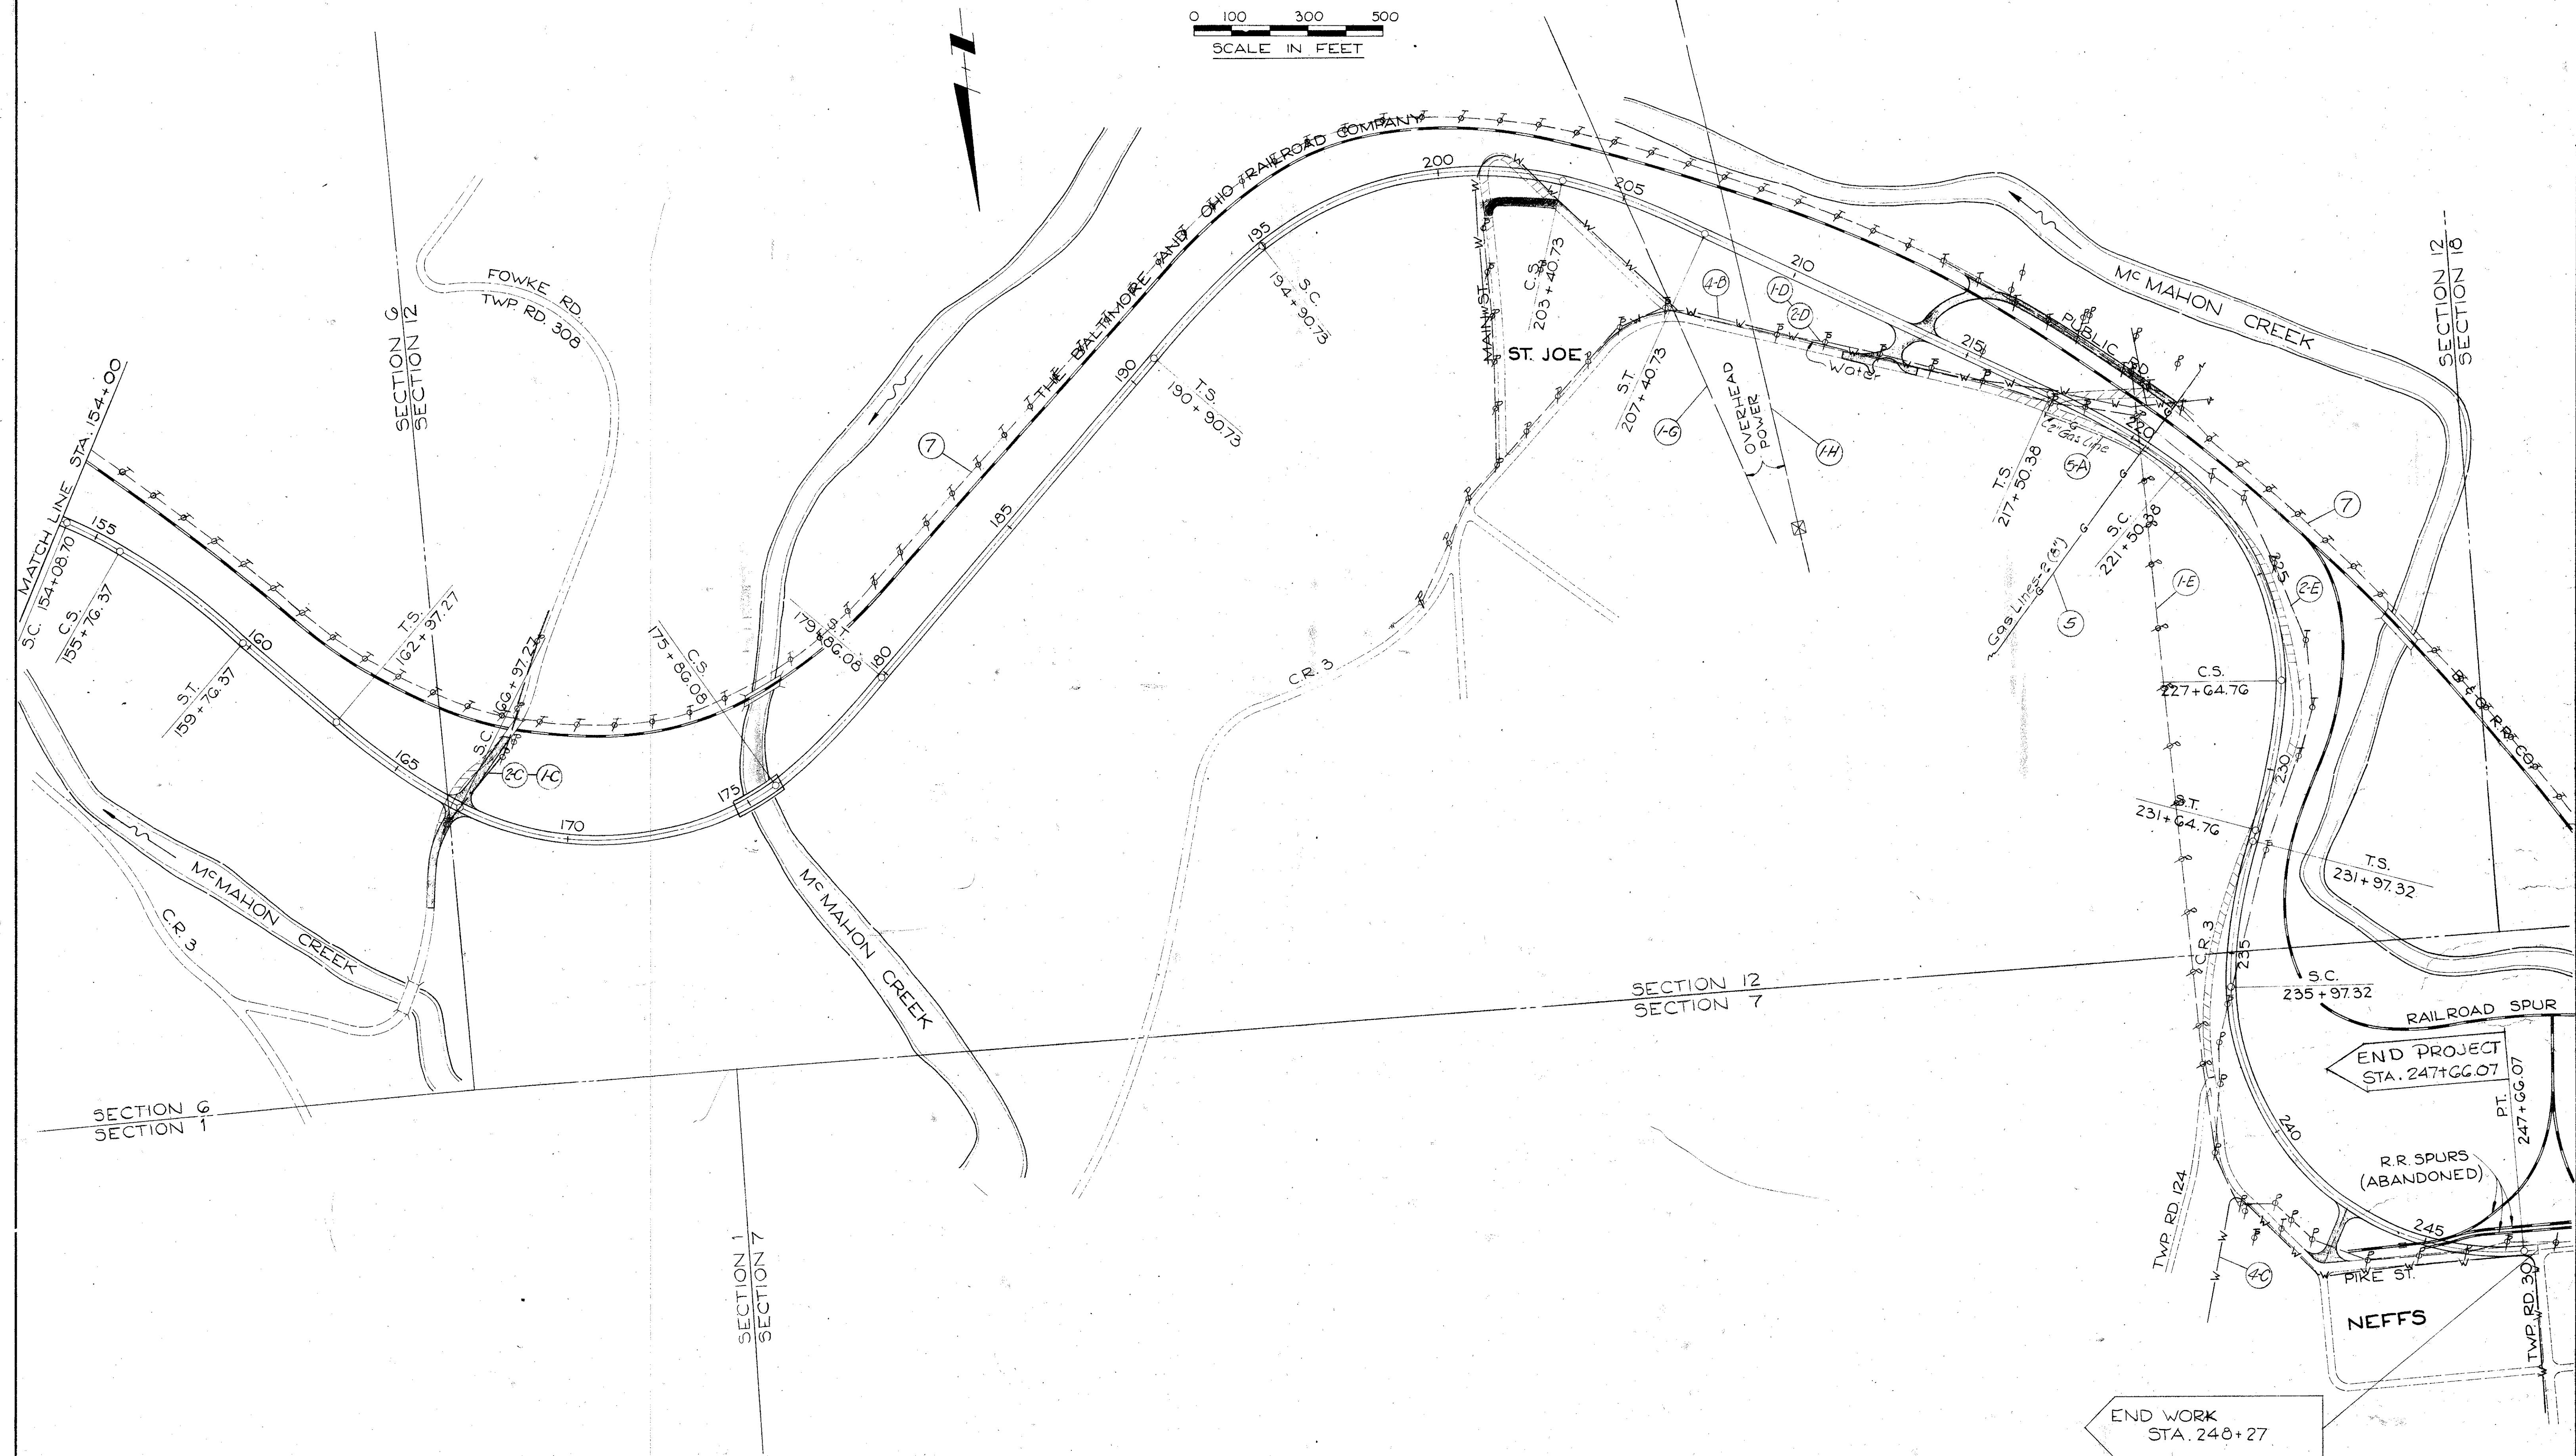 0 100 300 500
SCALE IN FEET
N
THE BALTIMORE AND OHIO RAILROAD COMPANY
MATCH LINE STA. 154+00
S.C. 154+08.70
C.S.
155+76.37
155
S.T.
159+76.37
160
T.S.
162+97.27
165
S.C.
166+97.27
2-C
1-C
170
175
C.S.
175+86.08
S.T.
179+86.08
180
185
190
T.S.
190+90.73
195
S.C.
194+90.73
200
C.S.
203+40.73
205
S.T.
207+40.73
210
215
T.S.
217+50.38
220
S.C.
221+50.38
225
C.S.
227+64.76
230
S.T.
231+64.76
T.S.
231+97.32
235
S.C.
235+97.32
240
245
P.T.
247+66.07
SECTION 6
SECTION 12
FOWKE RD.
TWP. RD. 308
7
MAIN ST.
ST. JOE
4-B
1-D
2-D
Water
OVERHEAD
POWER
1-G
1-H
PUBLIC RD.
McMAHON CREEK
SECTION 12
SECTION 18
2" Gas Line
5-A
Gas Lines-2 (8")
5
1-E
2-E
7
B & O R.R. CO.
C.R. 3
McMAHON CREEK
C.R. 3
McMAHON CREEK
C.R. 3
SECTION 12
SECTION 7
SECTION 6
SECTION 1
SECTION 1
SECTION 7
RAILROAD SPUR
END PROJECT
STA. 247+66.07
R.R. SPURS
(ABANDONED)
TWP. RD. 124
4-C
PIKE ST.
NEFFS
TWP. RD. 30
END WORK
STA. 248+27